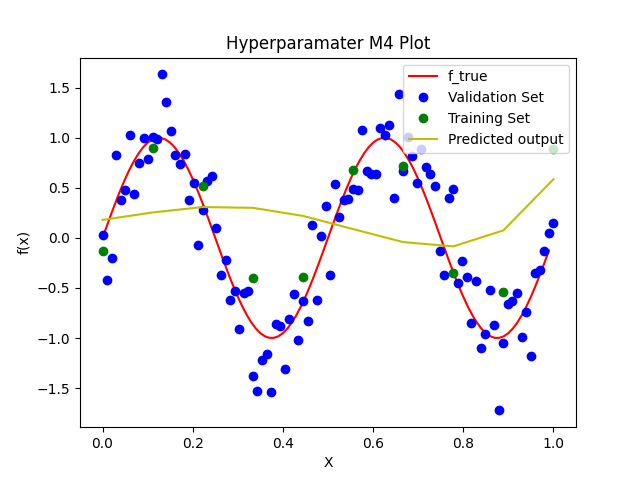 Hyperparamater M4 Plot
f_true
Validation Set
Training Set
Predicted output
f(x)
1.5
1.0
0.5
0.0
−0.5
−1.0
−1.5
0.0 0.2 0.4 0.6 0.8 1.0
X